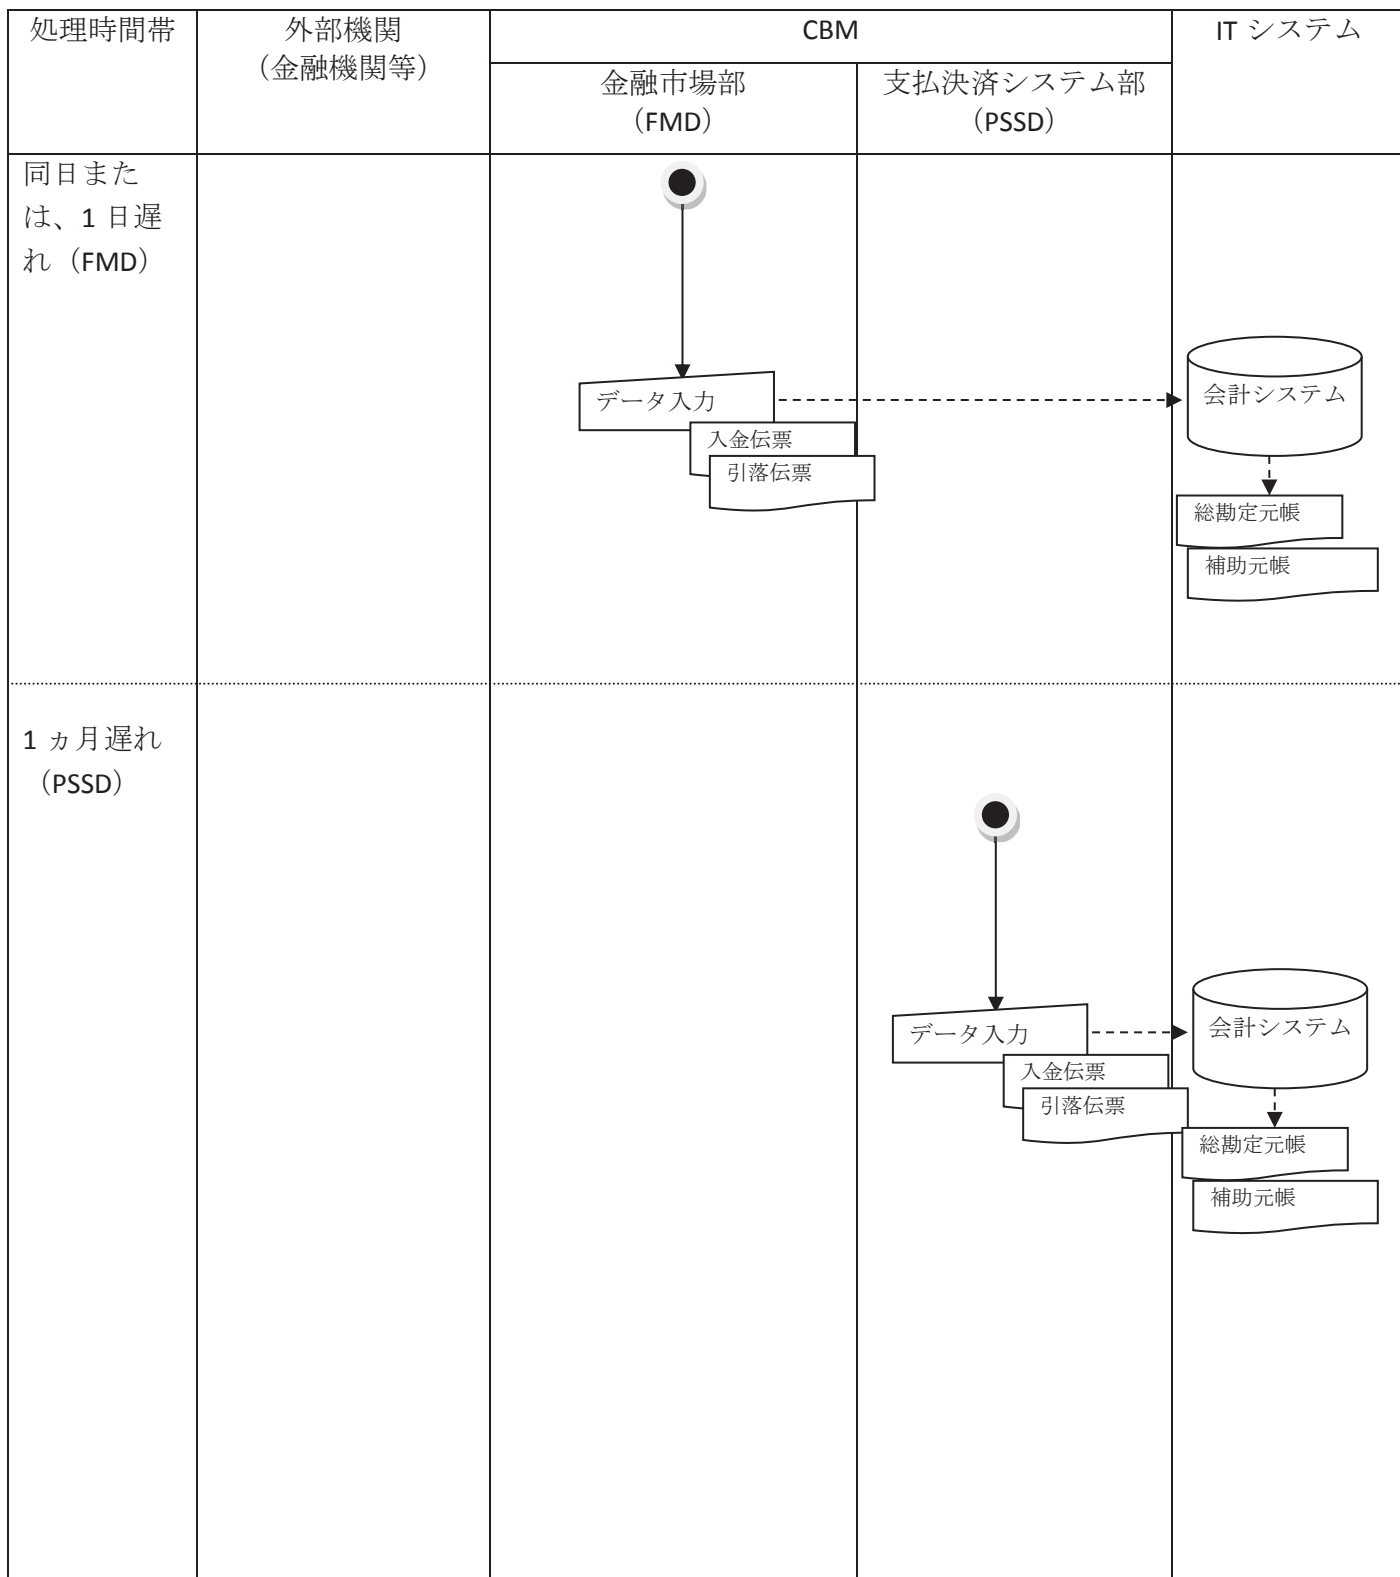 処理時間帯
外部機関
（金融機関等）
CBM
IT システム
金融市場部
（FMD）
支払決済システム部
（PSSD）
同日また
は、1 日遅
れ（FMD）
データ入力
入金伝票
引落伝票
会計システム
総勘定元帳
補助元帳
1 ヵ月遅れ
（PSSD）
データ入力
入金伝票
引落伝票
会計システム
総勘定元帳
補助元帳